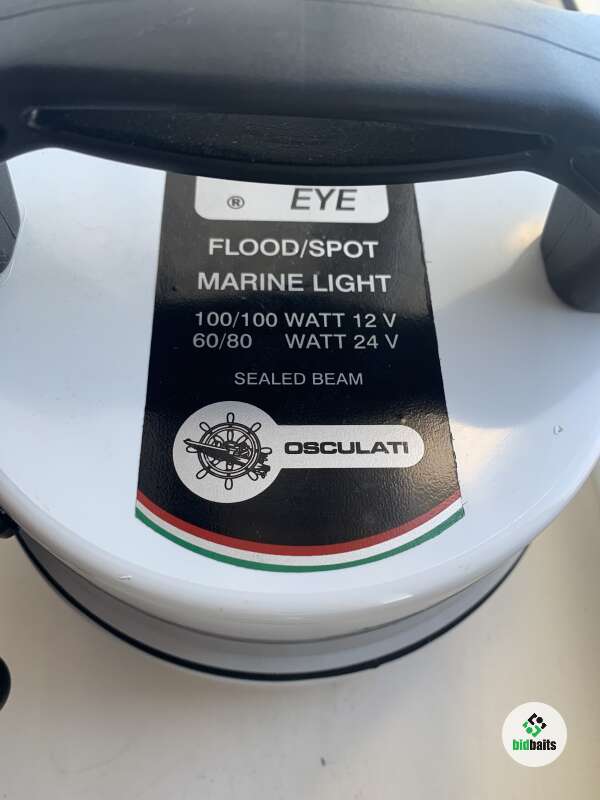 ® EYE
FLOOD/SPOT
MARINE LIGHT
100/100 WATT 12 V
60/80 WATT 24 V
SEALED BEAM
OSCULATI
bidbaits